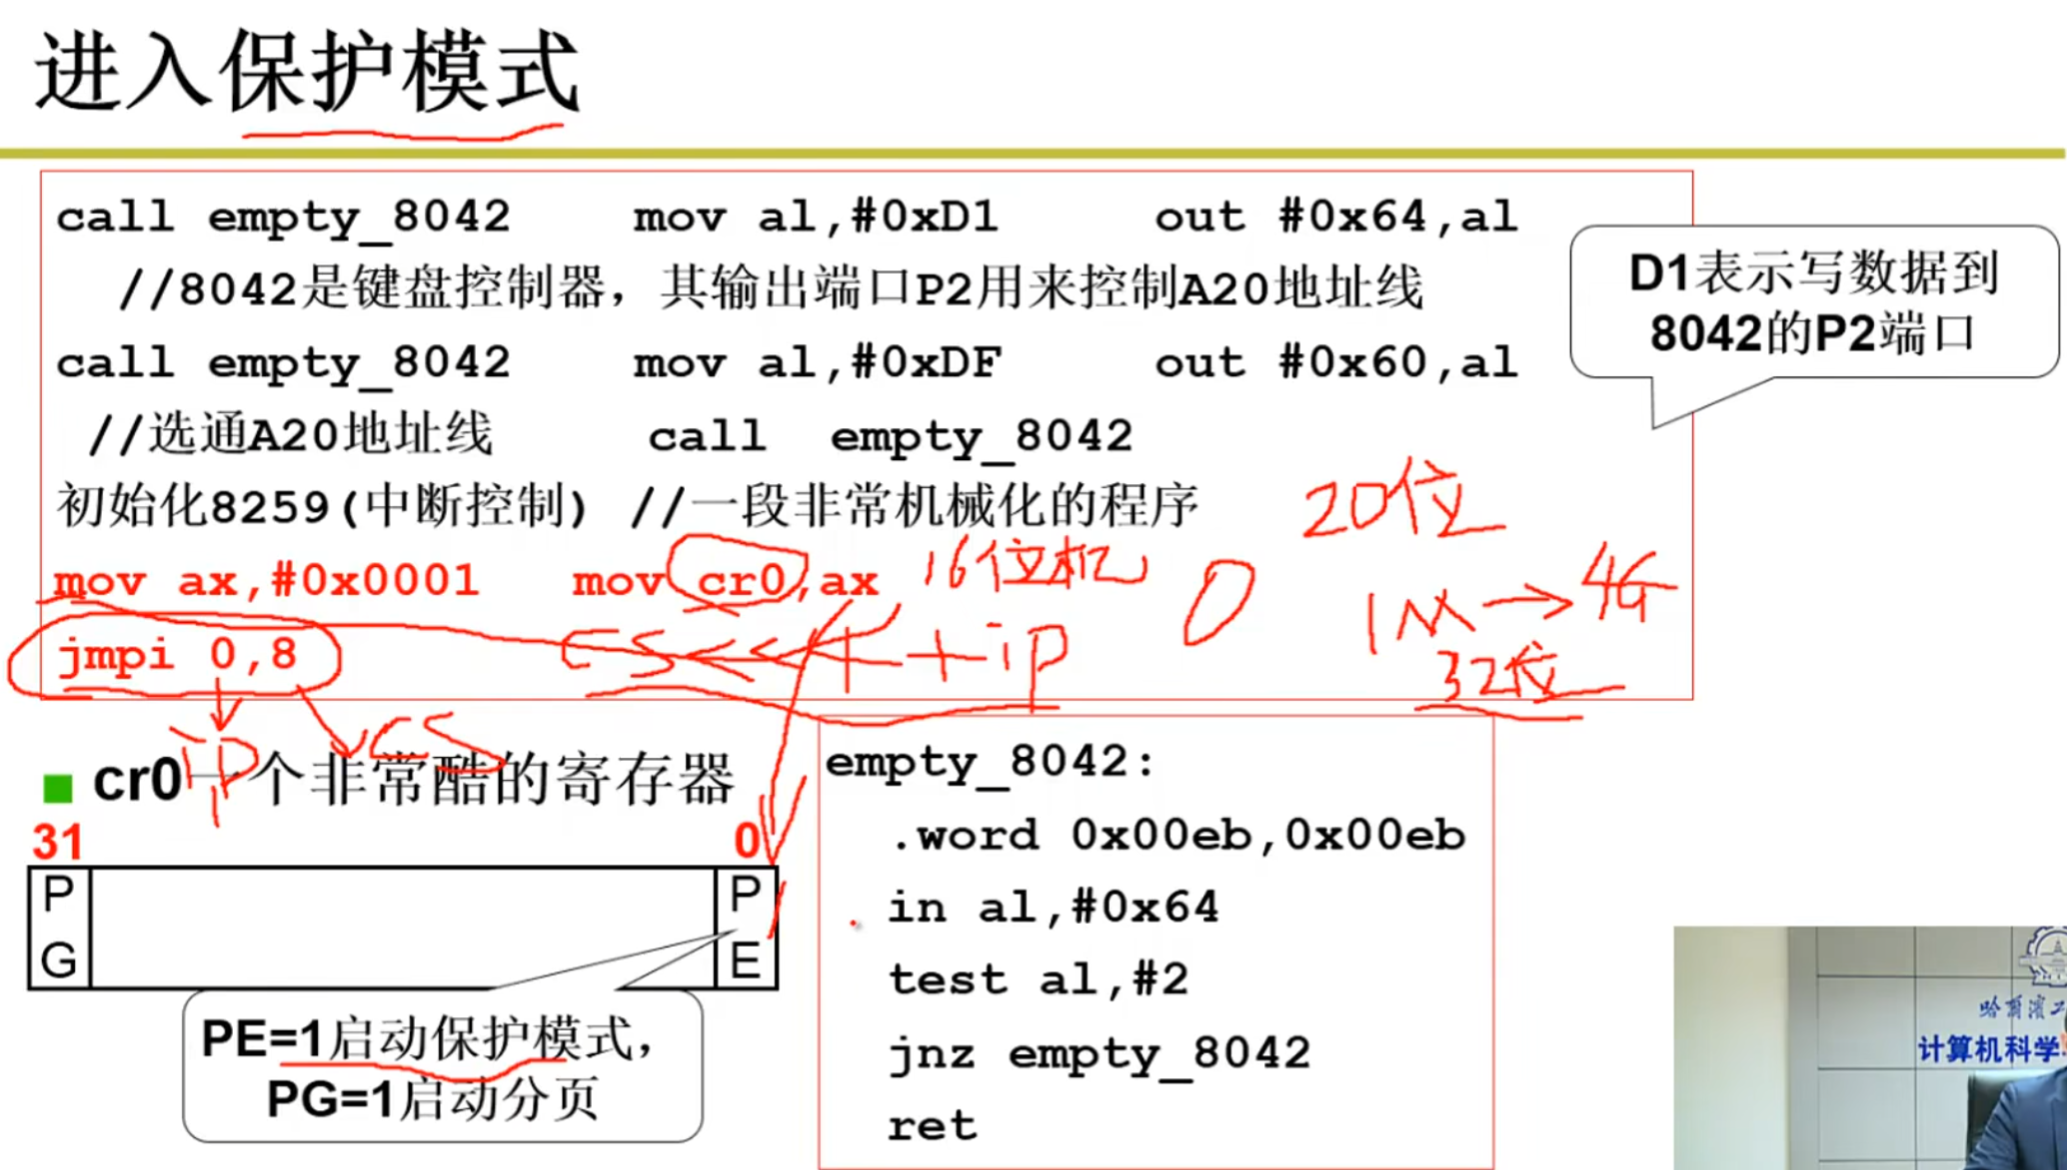 进入保护模式
call empty_8042 mov al,#0xD1 out #0x64,al
//8042是键盘控制器，其输出端口P2用来控制A20地址线
call empty_8042 mov al,#0xDF out #0x60,al
//选通A20地址线 call empty_8042
初始化8259(中断控制) //一段非常机械化的程序
mov ax,#0x0001 mov cr0,ax
jmpi 0,8
D1表示写数据到
8042的P2端口
20位
16位机
0
1M → 4G
32位
CS<<4+ip
ip
CS
cr0一个非常酷的寄存器
31 0
PG PE
PE=1启动保护模式，
PG=1启动分页
empty_8042:
.word 0x00eb,0x00eb
in al,#0x64
test al,#2
jnz empty_8042
ret
哈尔滨工
计算机科学